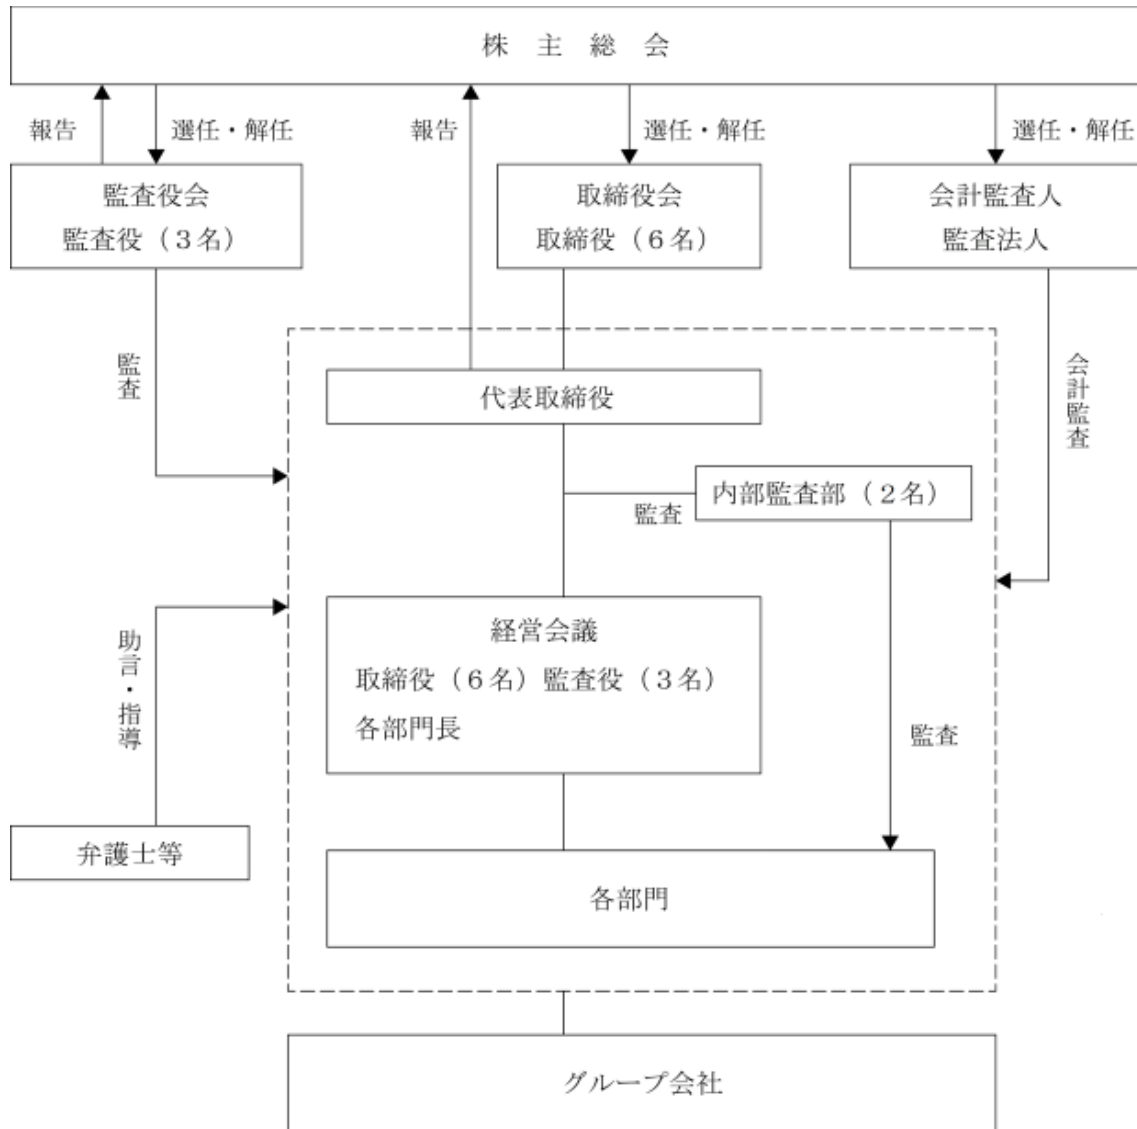 株主総会
報告
選任・解任
報告
選任・解任
選任・解任
監査役会
監査役（３名）
取締役会
取締役（６名）
会計監査人
監査法人
監査
会計監査
代表取締役
内部監査部（２名）
監査
経営会議
取締役（６名）監査役（３名）
各部門長
助言・指導
監査
弁護士等
各部門
グループ会社